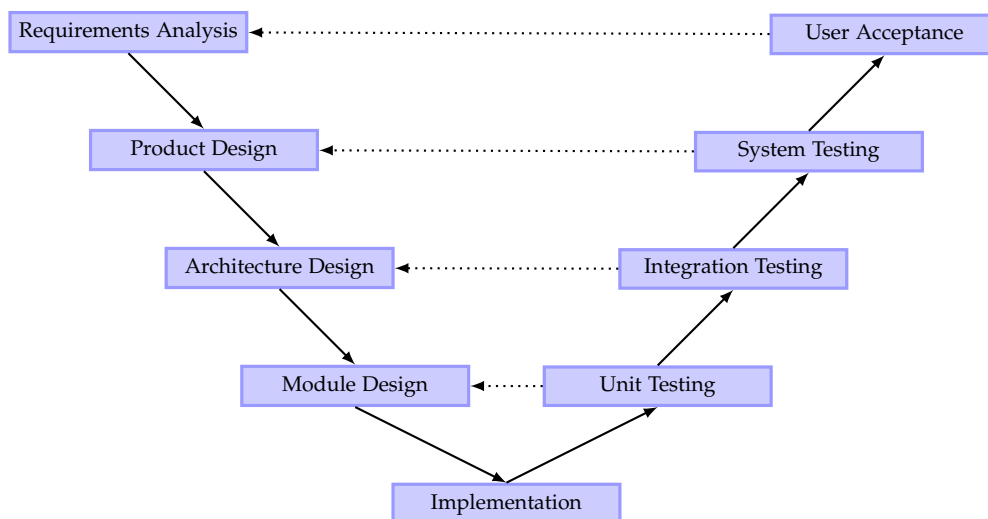 Requirements Analysis
User Acceptance
Product Design
System Testing
Architecture Design
Integration Testing
Module Design
Unit Testing
Implementation